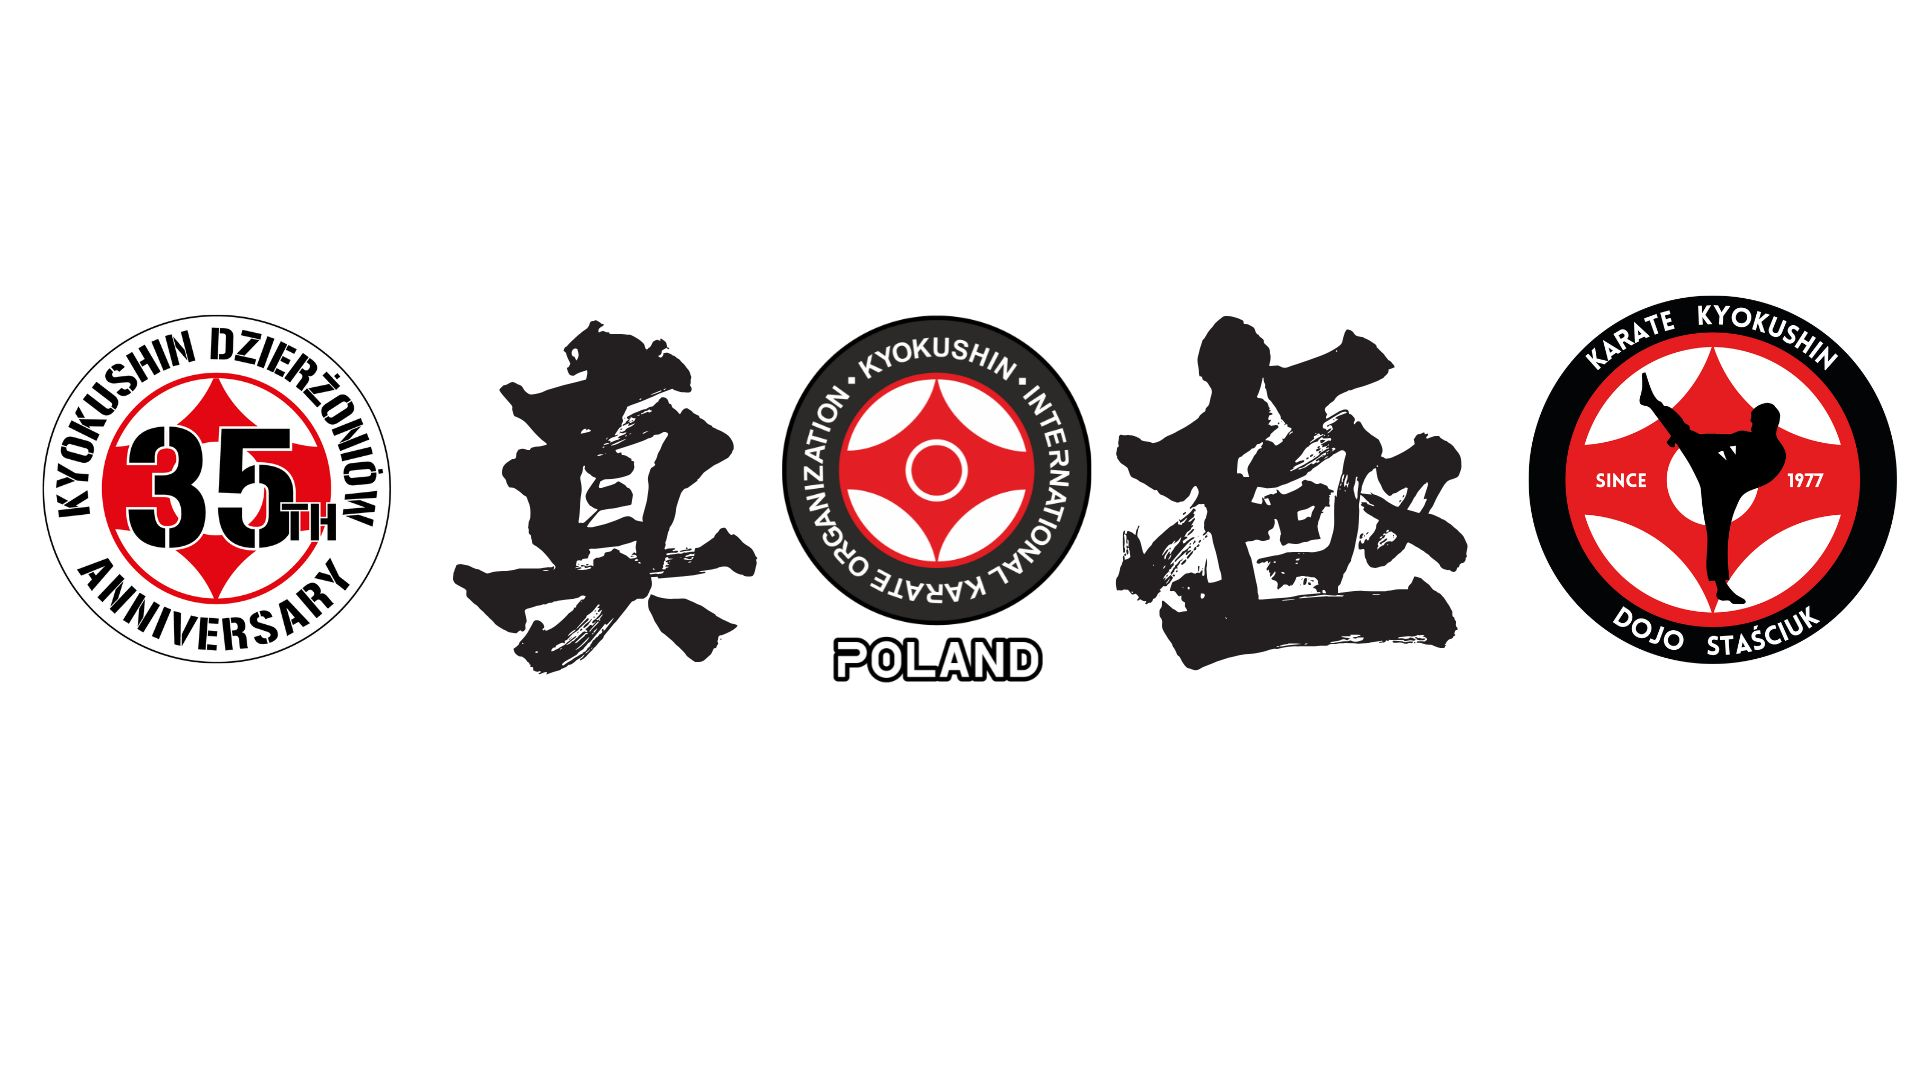 KYOKUSHIN DZIERŻONIÓW
35TH
ANNIVERSARY
真
KYOKUSHIN • INTERNATIONAL KARATE ORGANIZATION •
POLAND
極
KARATE KYOKUSHIN
SINCE 1977
DOJO STAŚCIUK